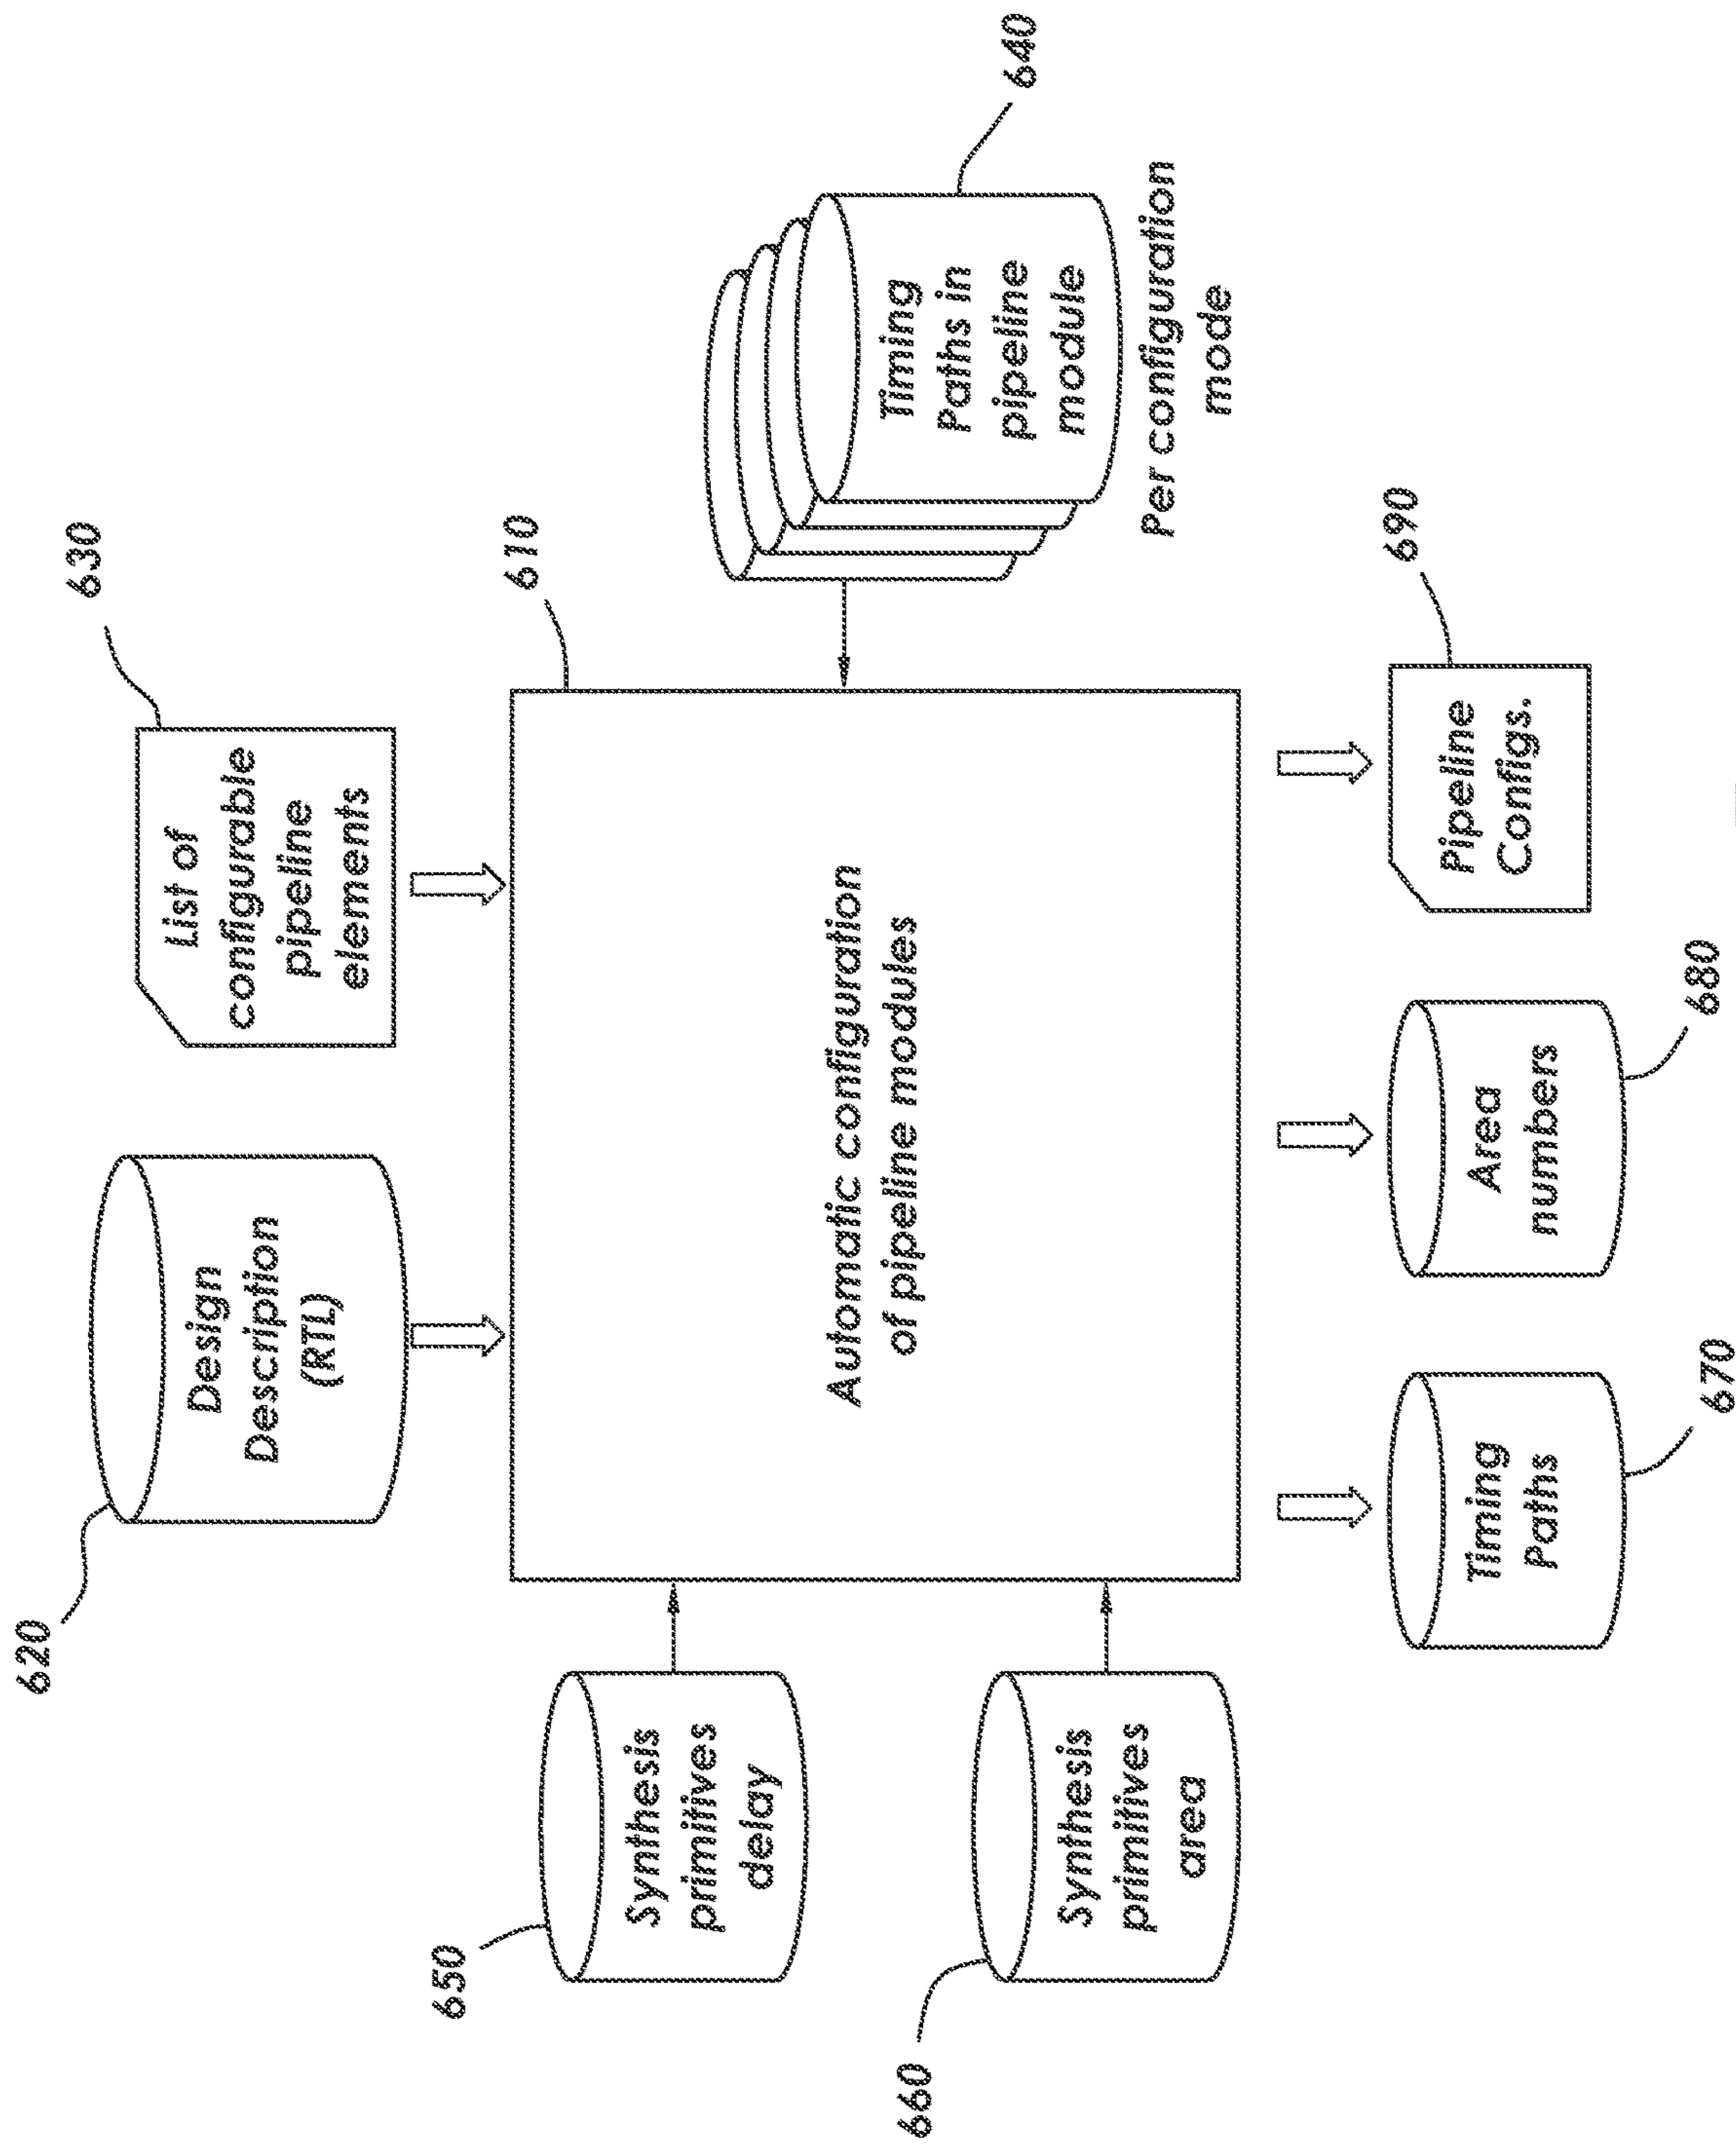 620
Design
Description
(RTL)
630
List of
configurable
pipeline
elements
650
Synthesis
primitives
delay
610
Automatic configuration
of pipeline modules
640
Timing
Paths in
pipeline
module
Per configuration
mode
660
Synthesis
primitives
area
Timing
Paths
670
Area
numbers
680
Pipeline
Configs.
690